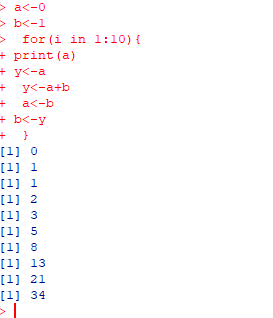 > a<-0
> b<-1
>  for(i in 1:10){
+ print(a)
+ y<-a
+  y<-a+b
+  a<-b
+ b<-y
+  }
[1] 0
[1] 1
[1] 1
[1] 2
[1] 3
[1] 5
[1] 8
[1] 13
[1] 21
[1] 34
>